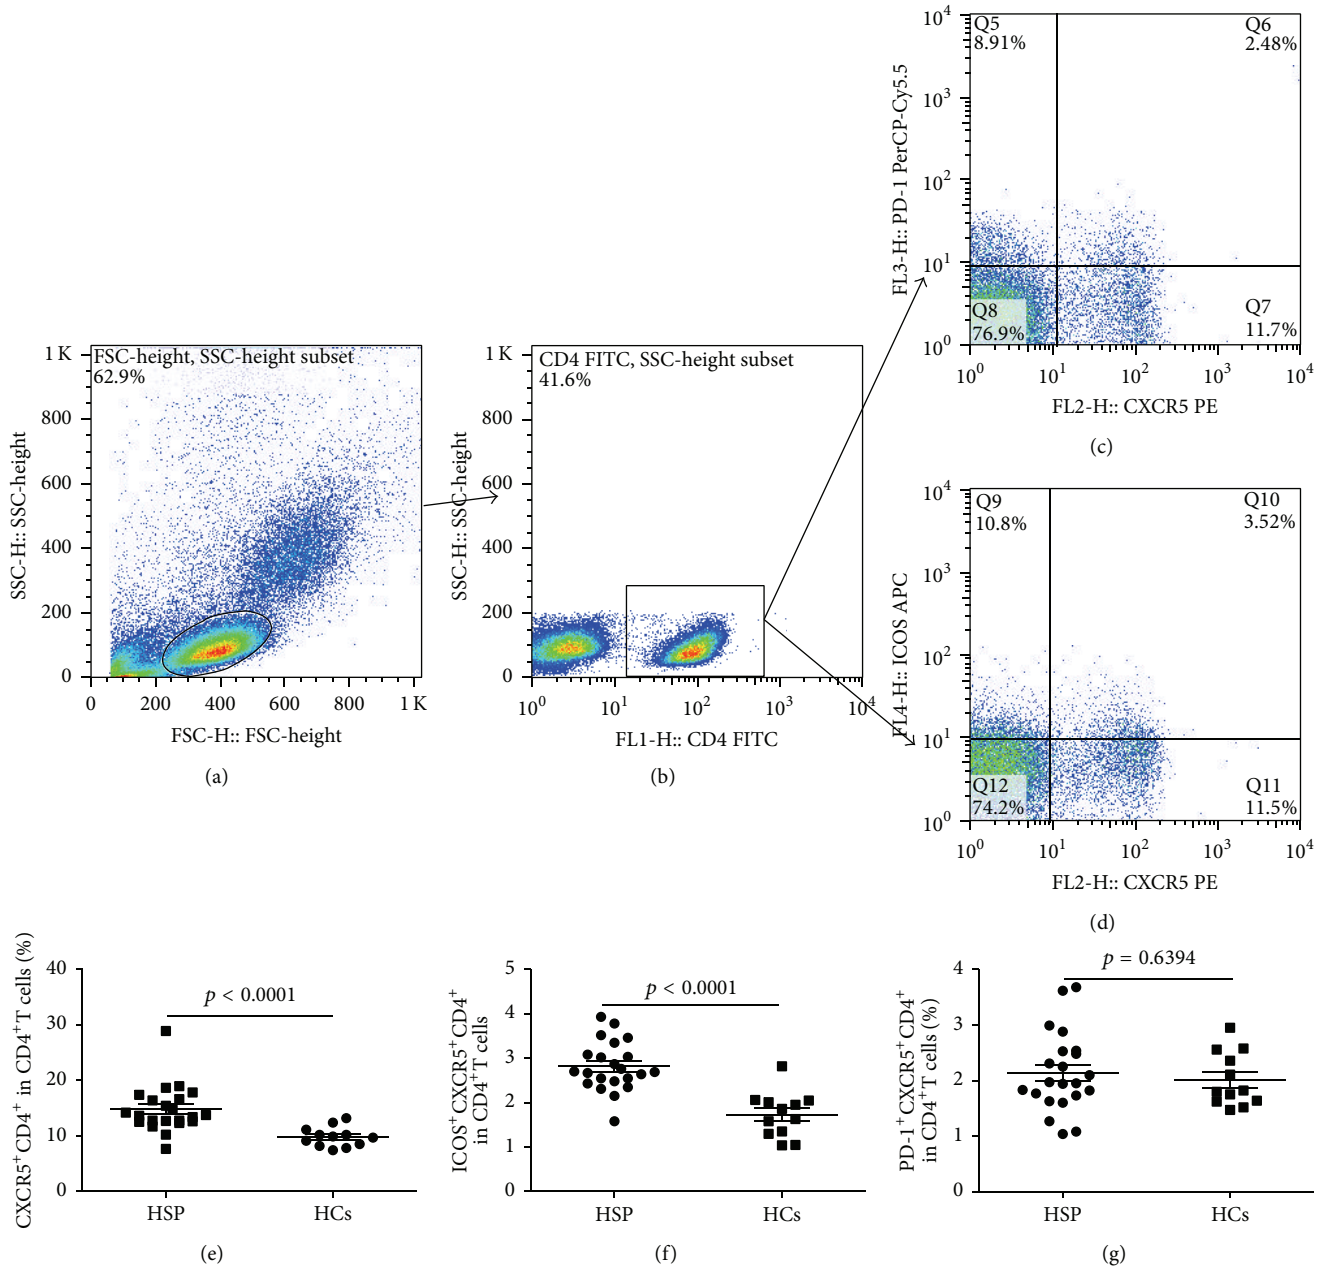 FSC-height, SSC-height subset
62.9%
1 K
800
600
400
200
0
SSC-H:: SSC-height
0 200 400 600 800 1 K
FSC-H:: FSC-height
(a)
CD4 FITC, SSC-height subset
41.6%
1 K
800
600
400
200
0
SSC-H:: SSC-height
10^0 10^1 10^2 10^3 10^4
FL1-H:: CD4 FITC
(b)
Q5
8.91%
Q6
2.48%
Q8
76.9%
Q7
11.7%
10^4
10^3
10^2
10^1
10^0
FL3-H:: PD-1 PerCP-Cy5.5
10^0 10^1 10^2 10^3 10^4
FL2-H:: CXCR5 PE
(c)
Q9
10.8%
Q10
3.52%
Q12
74.2%
Q11
11.5%
10^4
10^3
10^2
10^1
10^0
FL4-H:: ICOS APC
10^0 10^1 10^2 10^3 10^4
FL2-H:: CXCR5 PE
(d)
CXCR5+ CD4+ in CD4+T cells (%)
40
30
20
10
0
p < 0.0001
HSP HCs
(e)
ICOS+ CXCR5+ CD4+
in CD4+T cells
5
4
3
2
1
0
p < 0.0001
HSP HCs
(f)
PD-1+ CXCR5+ CD4+
in CD4+T cells (%)
4
3
2
1
0
p = 0.6394
HSP HCs
(g)